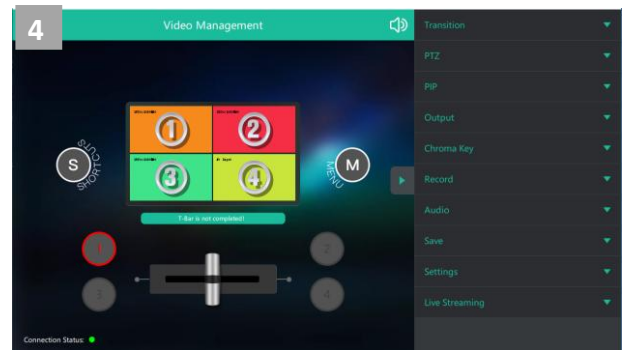 4
Video Management
Transition
PTZ
PIP
Output
Chroma Key
Record
Audio
Save
Settings
Live Streaming
1
2
3
4
S
SHORTCUTS
M
MENU
T-Bar is not completed!
1
2
3
4
Connection Status: